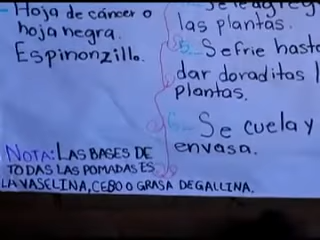 Hoja de cáncer o
hoja negra.
Espinonzillo.
las plantas.
5- Se frie hasta
dar doraditas l
plantas.
6- Se cuela y
envasa.
NOTA: LAS BASES DE
TODAS LAS POMADAS ES
LA VASELINA, CEBO O GRASA DE GALLINA.